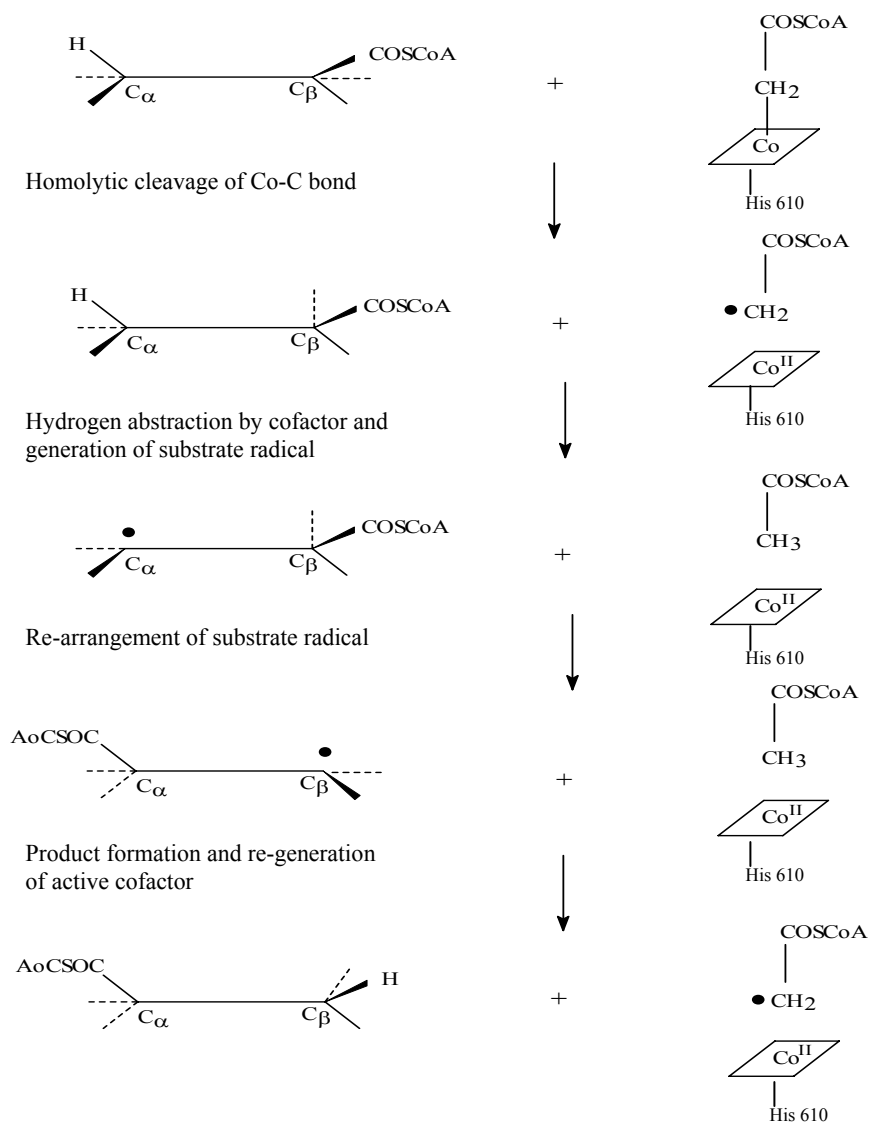 H COSCoA COSCoA
Cα Cβ + CH2
Co
Homolytic cleavage of Co-C bond
His 610
COSCoA
H COSCoA
Cα Cβ + CH2
CoII
His 610
Hydrogen abstraction by cofactor and
generation of substrate radical
COSCoA
COSCoA
Cα Cβ + CH3
CoII
Re-arrangement of substrate radical
His 610
COSCoA
AoCSOC
Cα Cβ + CH3
CoII
Product formation and re-generation
His 610
of active cofactor
COSCoA
AoCSOC H
Cα Cβ + CH2
CoII
His 610